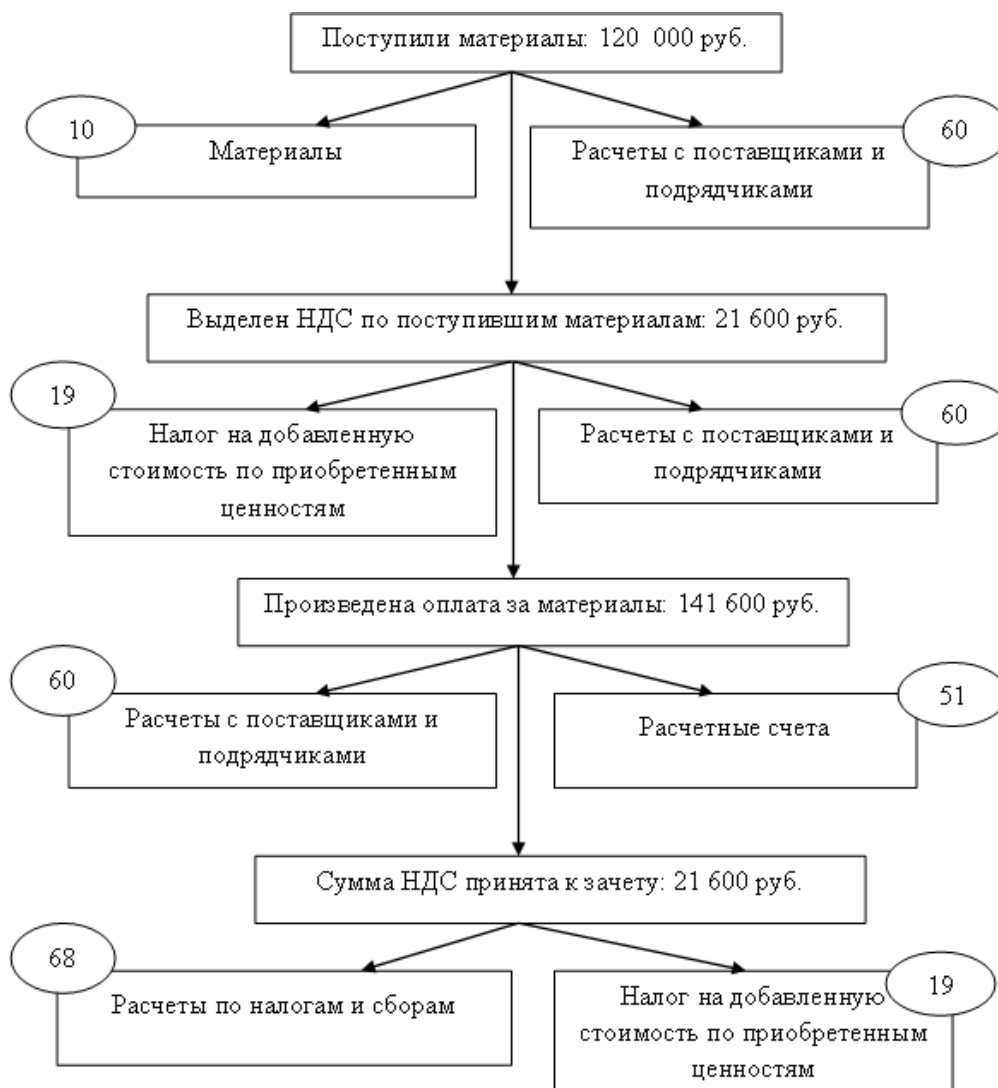 Поступили материалы: 120 000 руб.
10
Материалы
60
Расчеты с поставщиками и
подрядчиками
Выделен НДС по поступившим материалам: 21 600 руб.
19
Налог на добавленную
стоимость по приобретенным
ценностям
60
Расчеты с поставщиками и
подрядчиками
Произведена оплата за материалы: 141 600 руб.
60
Расчеты с поставщиками и
подрядчиками
51
Расчетные счета
Сумма НДС принята к зачету: 21 600 руб.
68
Расчеты по налогам и сборам
19
Налог на добавленную
стоимость по приобретенным
ценностям